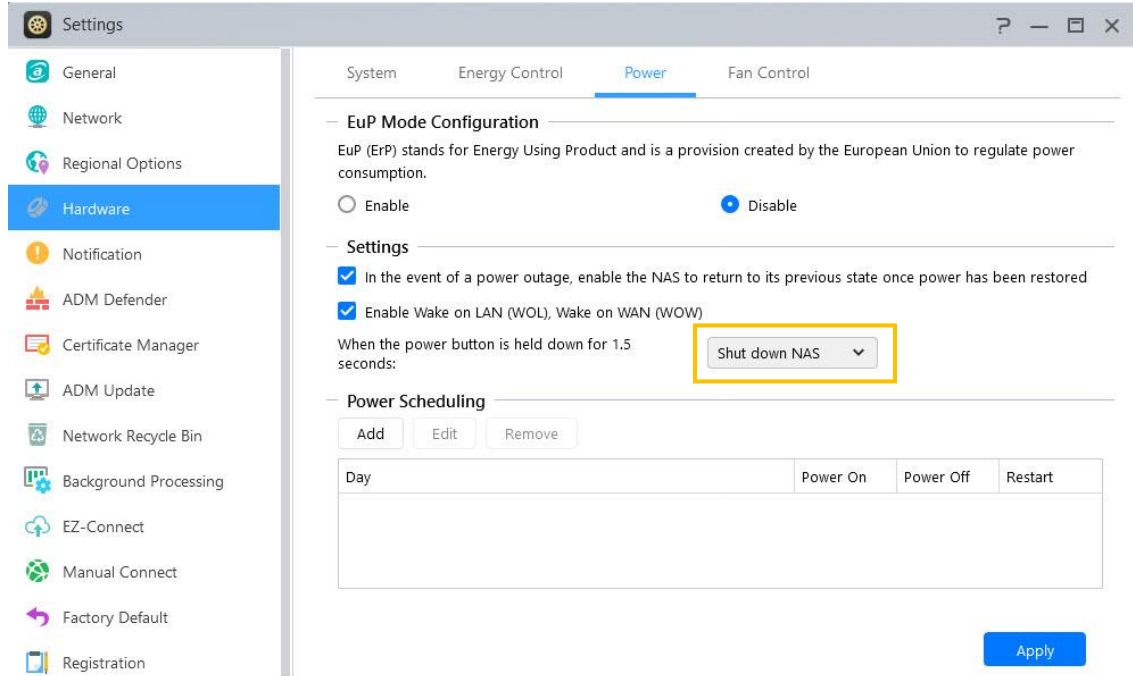 Settings
General
Network
Regional Options
Hardware
Notification
ADM Defender
Certificate Manager
ADM Update
Network Recycle Bin
Background Processing
EZ-Connect
Manual Connect
Factory Default
Registration
System Energy Control Power Fan Control
EuP Mode Configuration
EuP (ErP) stands for Energy Using Product and is a provision created by the European Union to regulate power
consumption.
Enable Disable
Settings
In the event of a power outage, enable the NAS to return to its previous state once power has been restored
Enable Wake on LAN (WOL), Wake on WAN (WOW)
When the power button is held down for 1.5
seconds:
Shut down NAS
Power Scheduling
Add Edit Remove
Day Power On Power Off Restart
Apply